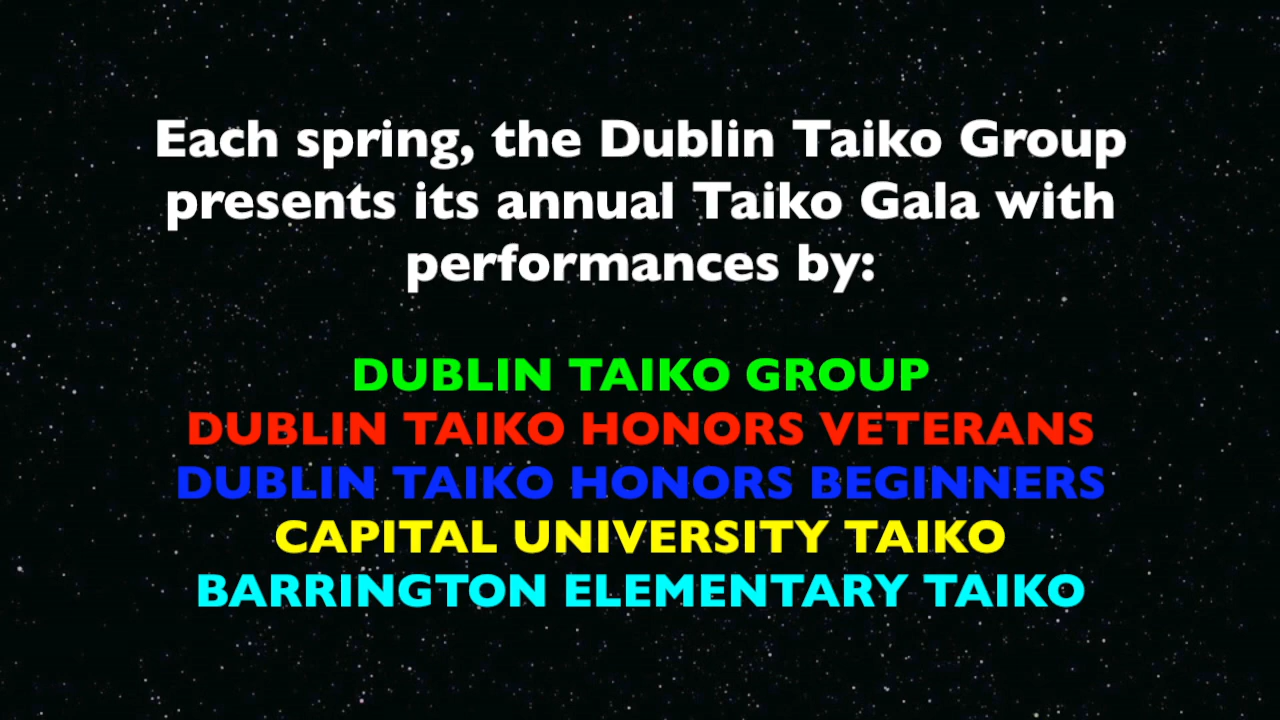 Each spring, the Dublin Taiko Group
presents its annual Taiko Gala with
performances by:
DUBLIN TAIKO GROUP
DUBLIN TAIKO HONORS VETERANS
DUBLIN TAIKO HONORS BEGINNERS
CAPITAL UNIVERSITY TAIKO
BARRINGTON ELEMENTARY TAIKO